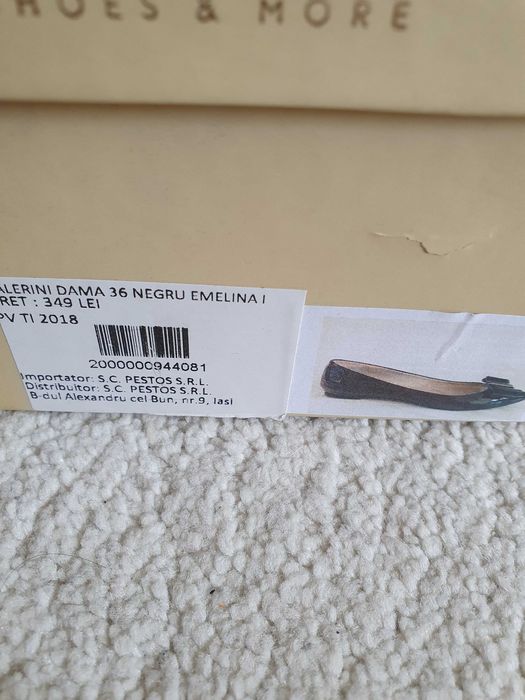 HOES & MORE
ALERINI DAMA 36 NEGRU EMELINA I
RET : 349 LEI
PV TI 2018
2000000944081
Importator: S.C. PESTOS S.R.L.
Distribuitor: S.C. PESTOS S.R.L.
B-dul Alexandru cel Bun, nr.9, Iasi